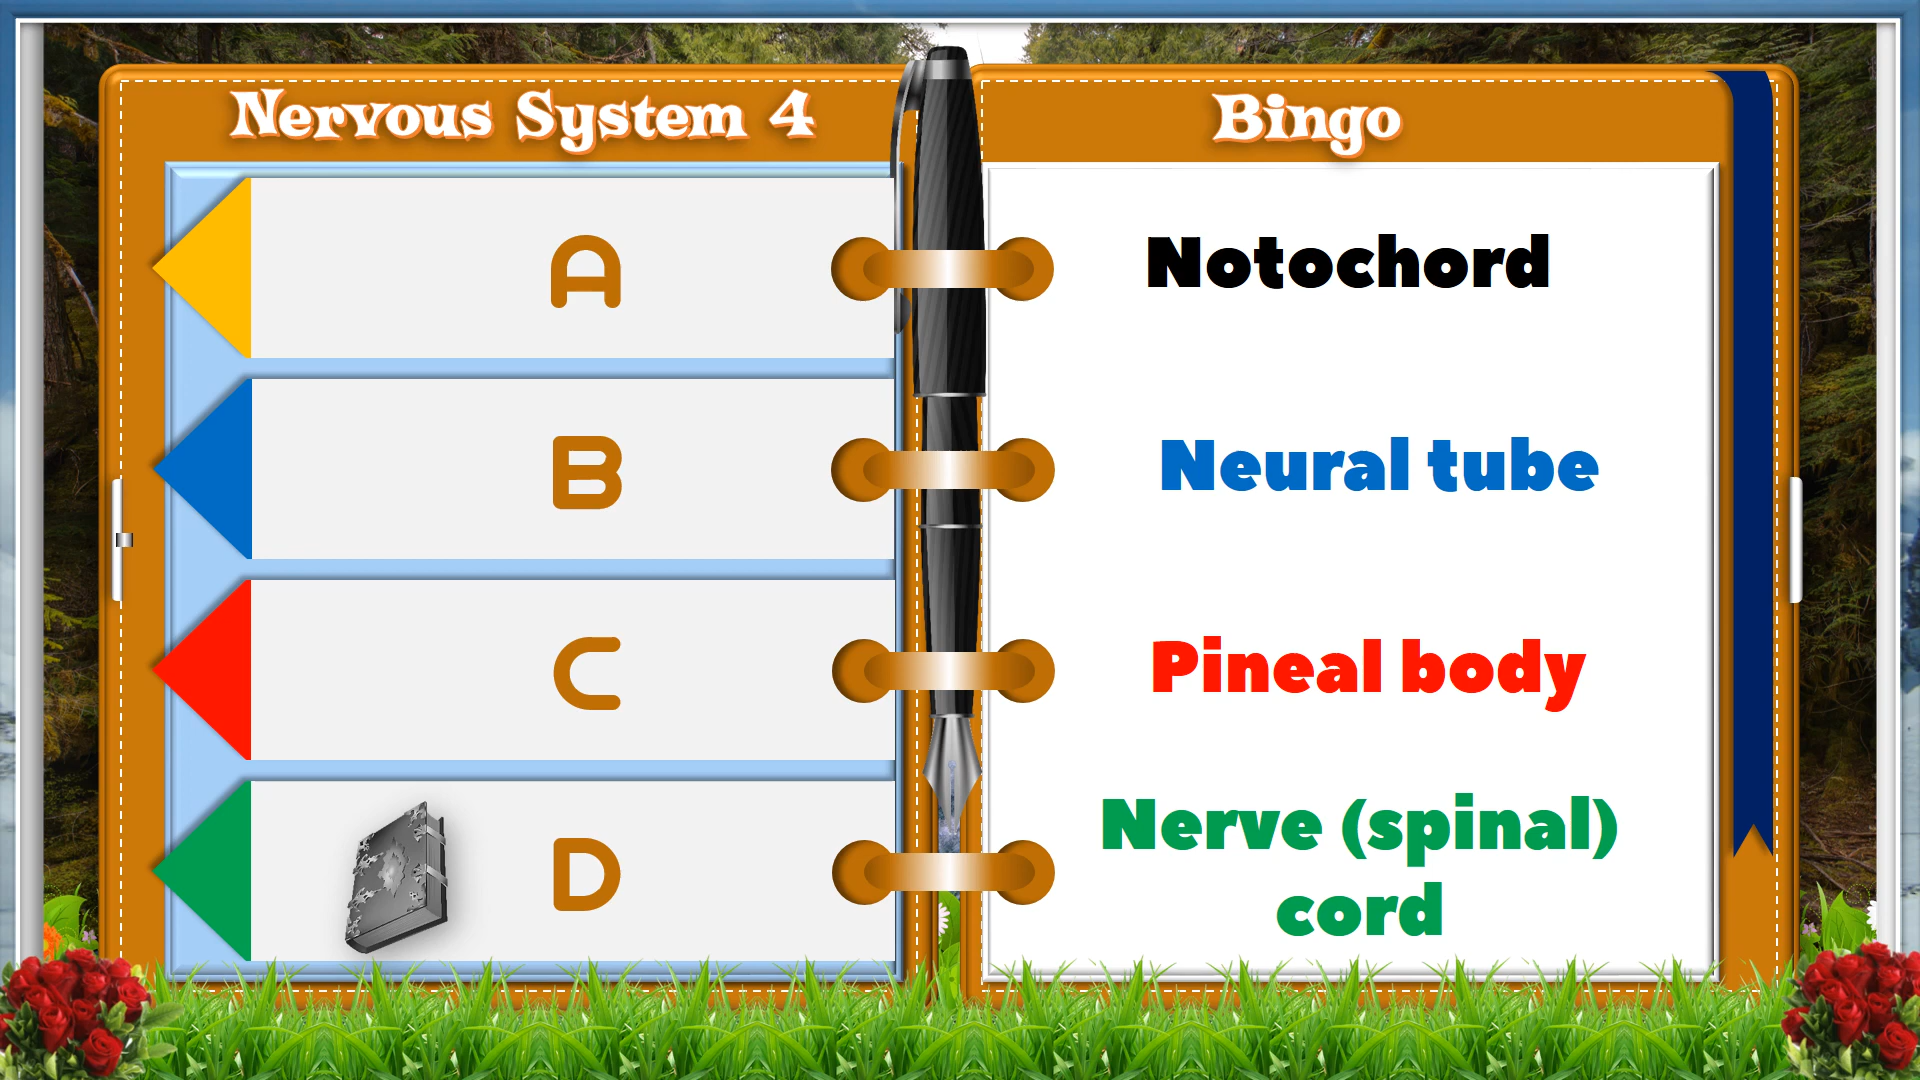 Nervous System 4
Bingo
A
Notochord
B
Neural tube
C
Pineal body
D
Nerve (spinal)
cord